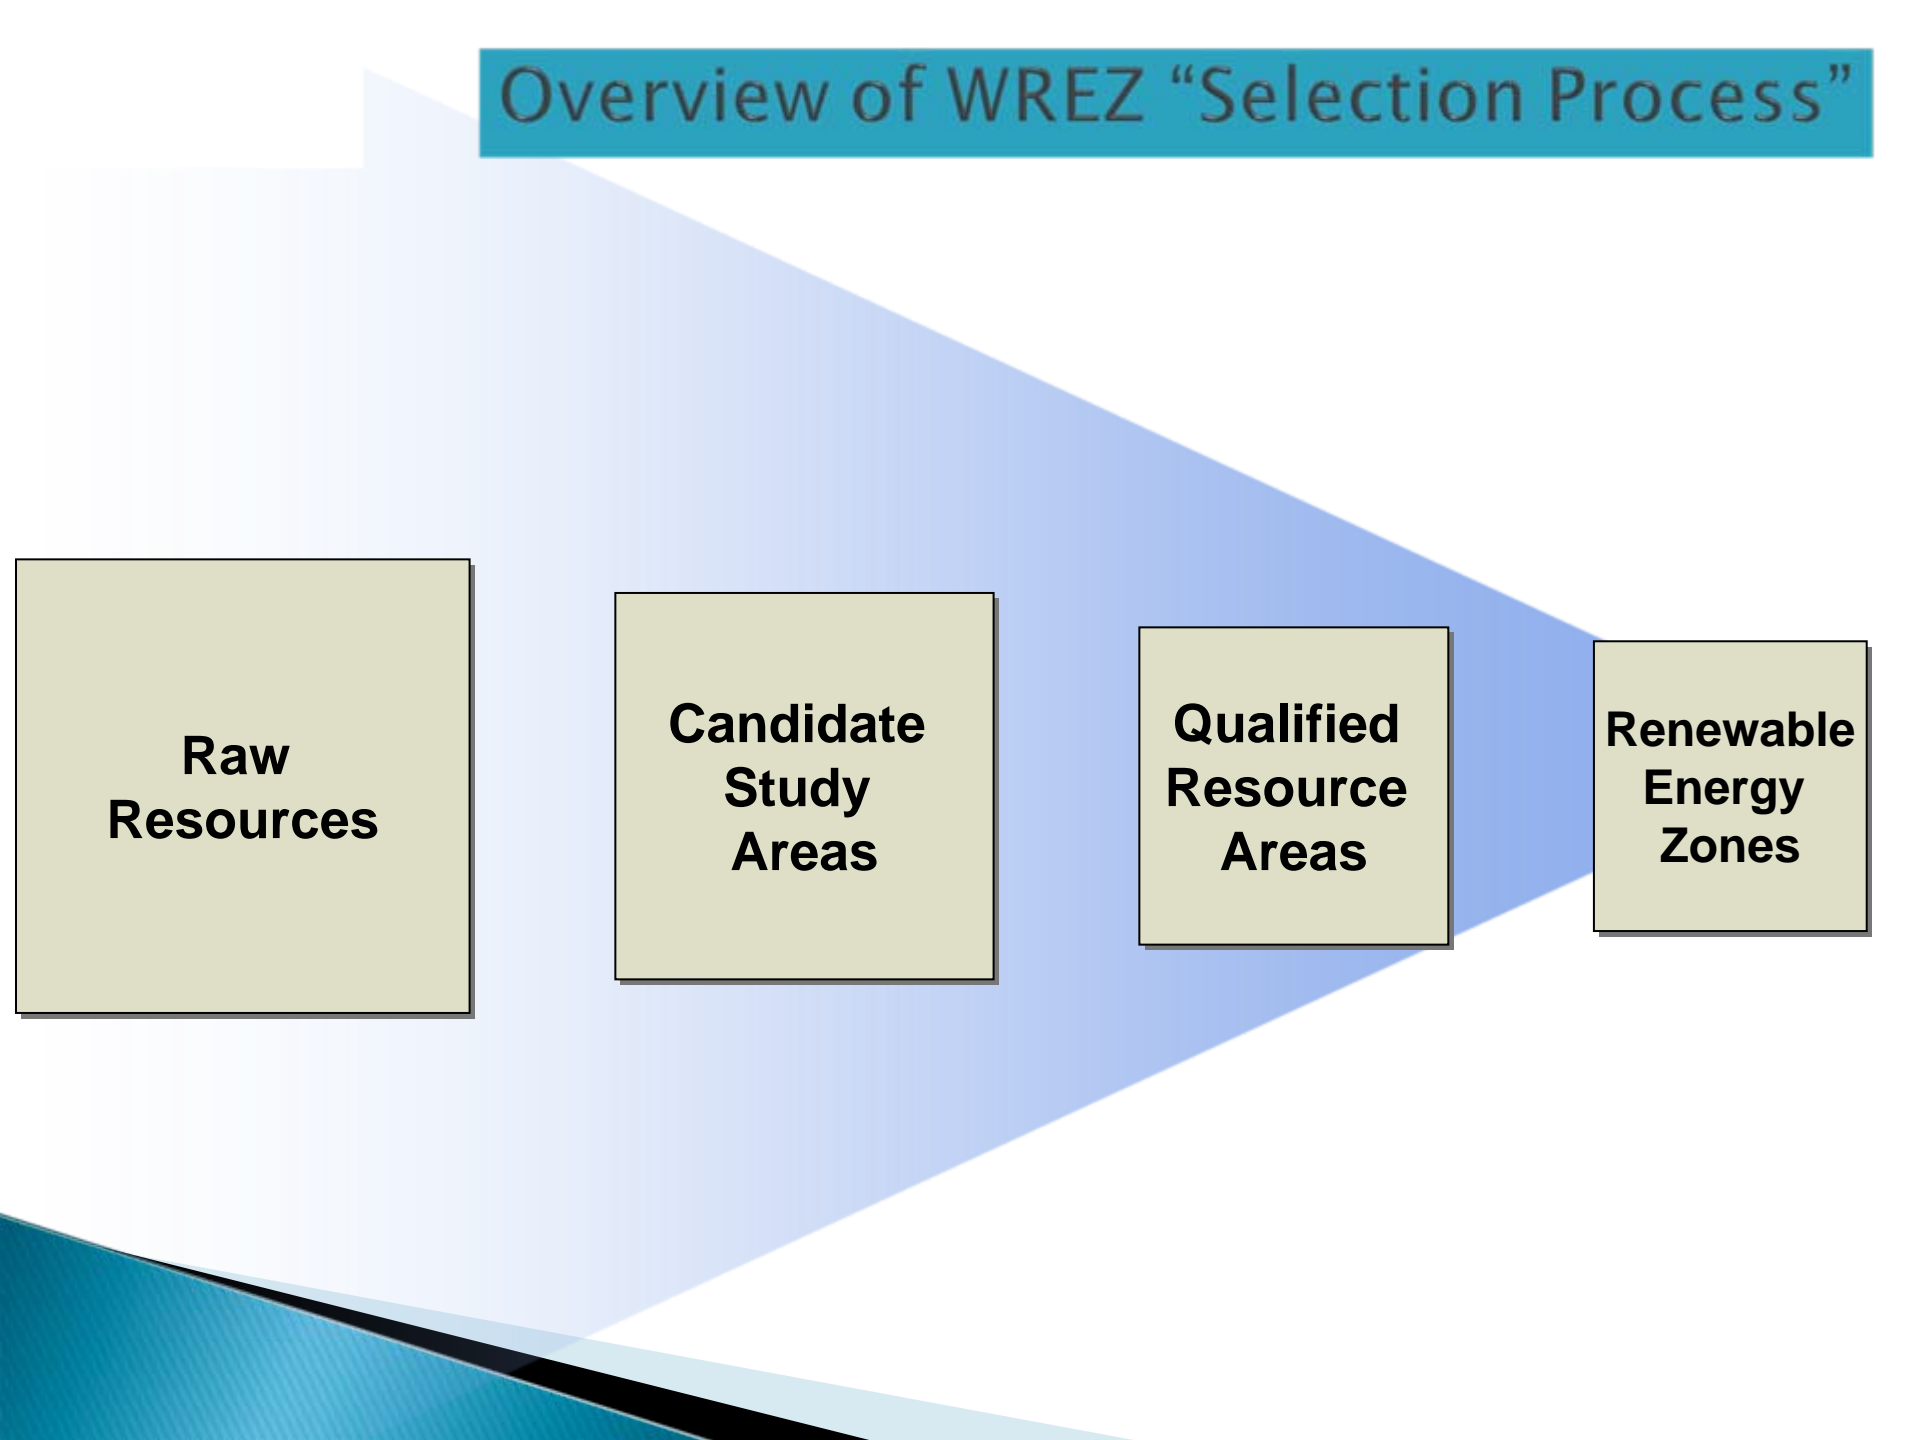 Overview of WREZ “Selection Process”
Raw
Resources
Candidate
Study
Areas
Qualified
Resource
Areas
Renewable
Energy
Zones